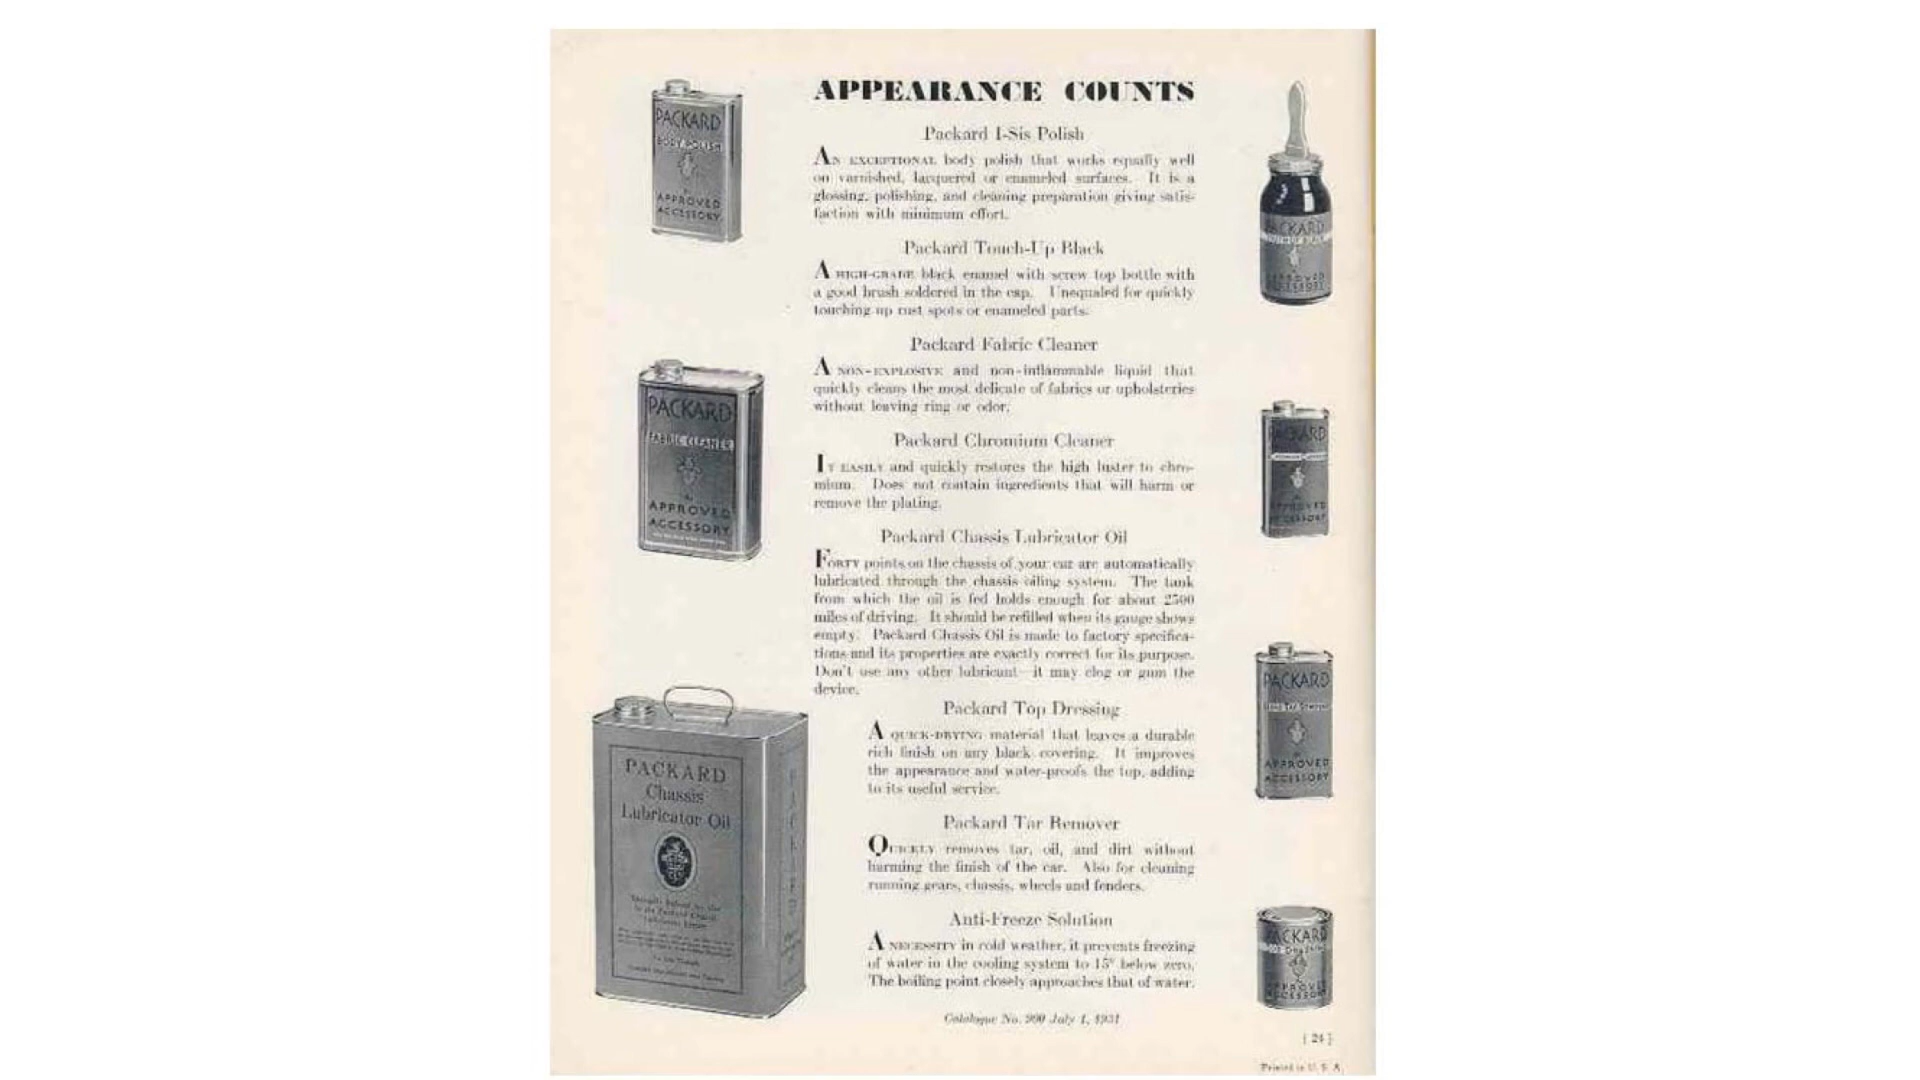 APPEARANCE COUNTS
Packard I-Sis Polish
AN EXCEPTIONAL body polish that works equally well
on varnished, lacquered or enameled surfaces. It is a
glossing, polishing, and cleaning preparation giving satis-
faction with minimum effort.
Packard Touch-Up Black
A HIGH-GRADE black enamel with screw top bottle with
a good brush soldered in the cap. Unequaled for quickly
touching up rust spots or enameled parts.
Packard Fabric Cleaner
A NON-EXPLOSIVE and non-inflammable liquid that
quickly cleans the most delicate of fabrics or upholsteries
without leaving ring or odor.
Packard Chromium Cleaner
IT EASILY and quickly restores the high luster to chro-
mium. Does not contain ingredients that will harm or
remove the plating.
Packard Chassis Lubricator Oil
FORTY points on the chassis of your car are automatically
lubricated through the chassis oiling system. The tank
from which the oil is fed holds enough for about 2500
miles of driving. It should be refilled when its gauge shows
empty. Packard Chassis Oil is made to factory specifica-
tions and its properties are exactly correct for its purpose.
Don't use any other lubricant—it may clog or gum the
device.
Packard Top Dressing
A QUICK-DRYING material that leaves a durable
rich finish on any black covering. It improves
the appearance and water-proofs the top, adding
to its useful service.
Packard Tar Remover
QUICKLY removes tar, oil, and dirt without
harming the finish of the car. Also for cleaning
running gears, chassis, wheels and fenders.
Anti-Freeze Solution
A NECESSITY in cold weather, it prevents freezing
of water in the cooling system to 15° below zero.
The boiling point closely approaches that of water.
Catalogue No. 990 July 1, 1931
[ 24 ]
Printed in U. S. A.
PACKARD
BODY POLISH
APPROVED
ACCESSORY
PACKARD
FABRIC CLEANER
APPROVED
ACCESSORY
PACKARD
Chassis
Lubricator Oil
PACKARD
PACKARD
APPROVED
ACCESSORY
PACKARD
APPROVED
ACCESSORY
PACKARD
APPROVED
ACCESSORY
PACKARD
APPROVED
ACCESSORY